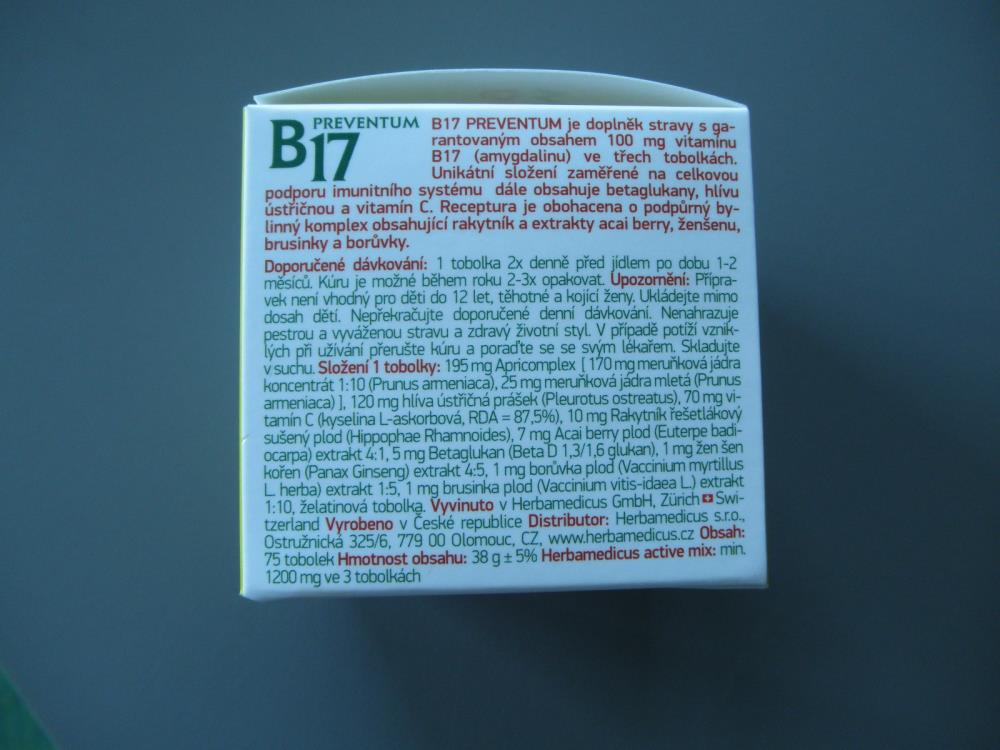 PREVENTUM
B17
B17 PREVENTUM je doplněk stravy s ga-
rantovaným obsahem 100 mg vitamínu
B17 (amygdalinu) ve třech tobolkách.
Unikátní složení zaměřené na celkovou
podporu imunitního systému dále obsahuje betaglukany, hlívu
ústřičnou a vitamín C. Receptura je obohacena o podpůrný by-
linný komplex obsahující rakytník a extrakty acai berry, ženšenu,
brusinky a borůvky.
Doporučené dávkování: 1 tobolka 2x denně před jídlem po dobu 1-2
měsíců. Kúru je možné během roku 2-3x opakovat. Upozornění: Přípra-
vek není vhodný pro děti do 12 let, těhotné a kojící ženy. Ukládejte mimo
dosah dětí. Nepřekračujte doporučené denní dávkování. Nenahrazuje
pestrou a vyváženou stravu a zdravý životní styl. V případě potíží vznik-
lých při užívání přerušte kúru a poraďte se se svým lékařem. Skladujte
v suchu. Složení 1 tobolky: 195 mg Apricomplex [ 170 mg meruňková jádra
koncentrát 1:10 (Prunus armeniaca), 25 mg meruňková jádra mletá (Prunus
armeniaca) ], 120 mg hlíva ústřičná prášek (Pleurotus ostreatus), 70 mg vi-
tamín C (kyselina L-askorbová, RDA = 87,5%), 10 mg Rakytník řešetlákový
sušený plod (Hippophae Rhamnoides), 7 mg Acai berry plod (Euterpe badi-
ocarpa) extrakt 4:1, 5 mg Betaglukan (Beta D 1,3/1,6 glukan), 1 mg žen šen
kořen (Panax Ginseng) extrakt 4:5, 1 mg borůvka plod (Vaccinium myrtillus
L. herba) extrakt 1:5, 1 mg brusinka plod (Vaccinium vitis-idaea L.) extrakt
1:10, želatinová tobolka. Vyvinuto v Herbamedicus GmbH, Zürich Swi-
tzerland Vyrobeno v České republice Distributor: Herbamedicus s.r.o.,
Ostružnická 325/6, 779 00 Olomouc, CZ, www.herbamedicus.cz Obsah:
75 tobolek Hmotnost obsahu: 38 g ± 5% Herbamedicus active mix: min.
1200 mg ve 3 tobolkách